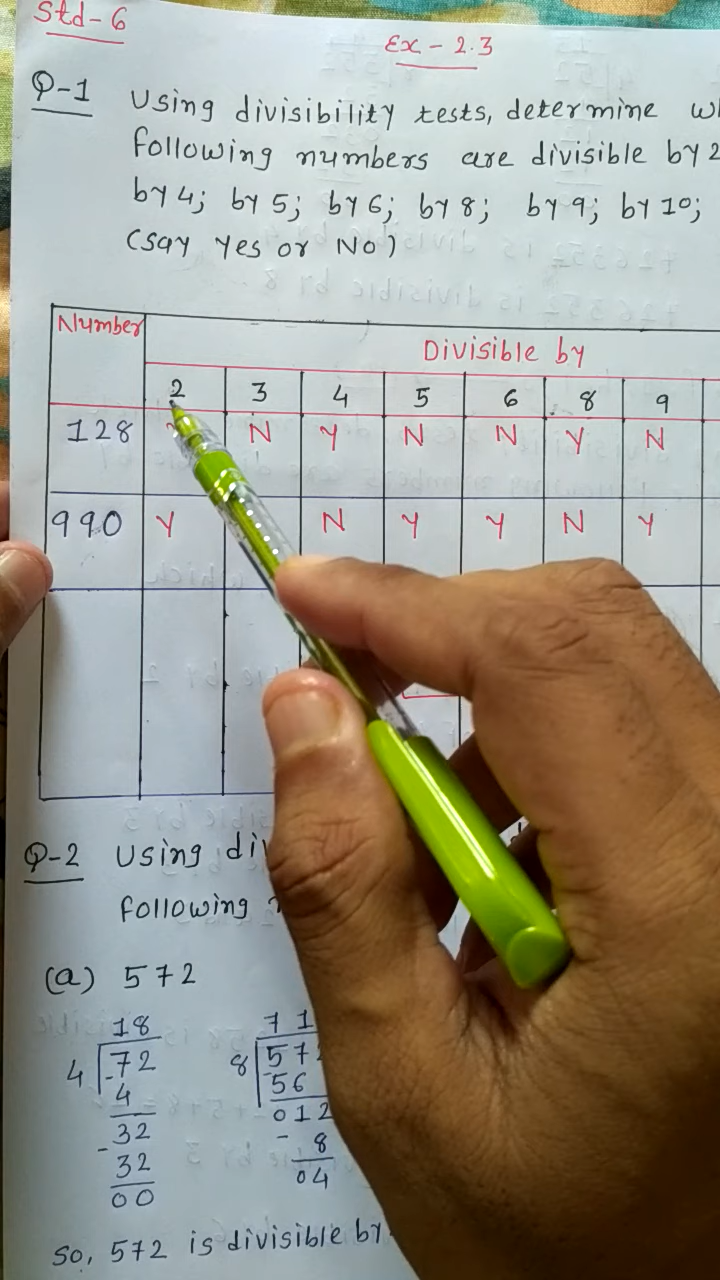 Std-6
Ex-2.3
Q-1 Using divisibility tests, determine
following numbers are divisible by 2
by 4; by 5; by 6; by 8; by 9; by 10;
(say Yes or No)
Number
Divisible by
2 3 4 5 6 8 9
128 N Y N N Y N
990 Y N Y Y N Y
Q-2 Using
following
(a) 572
18 71
4 72 8 57
4 56
-32 012
32 - 8
00 04
So, 572 is divisible by